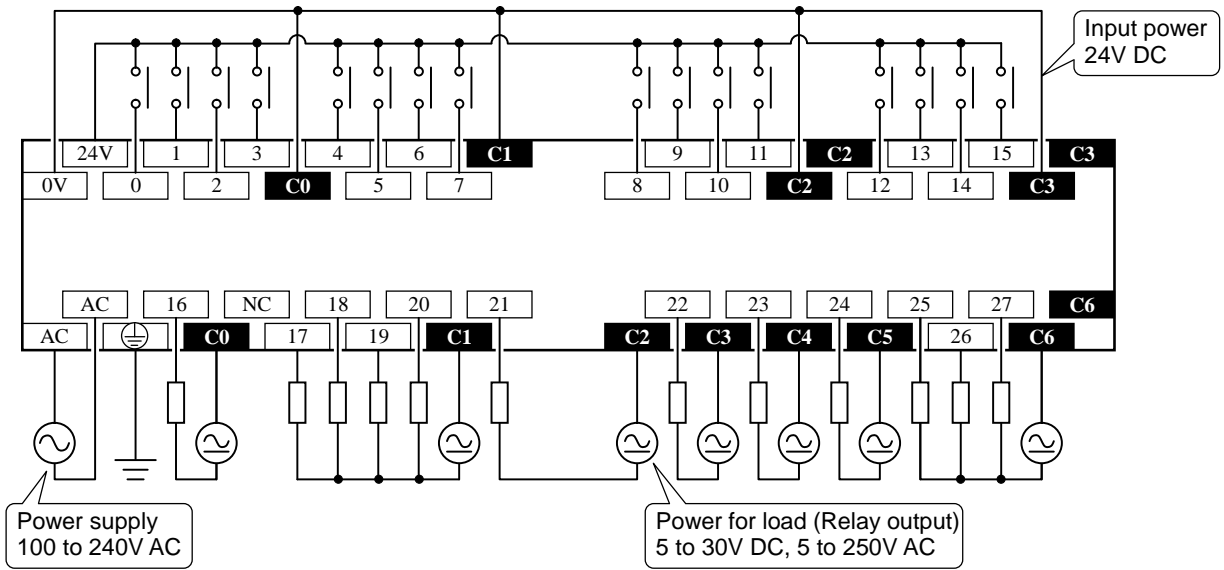 Input power
24V DC
24V 1 3 4 6 C1 9 11 C2 13 15 C3
0V 0 2 C0 5 7 8 10 C2 12 14 C3
AC 16 NC 18 20 21 22 23 24 25 27 C6
AC C0 17 19 C1 C2 C3 C4 C5 26 C6
Power supply
100 to 240V AC
Power for load (Relay output)
5 to 30V DC, 5 to 250V AC